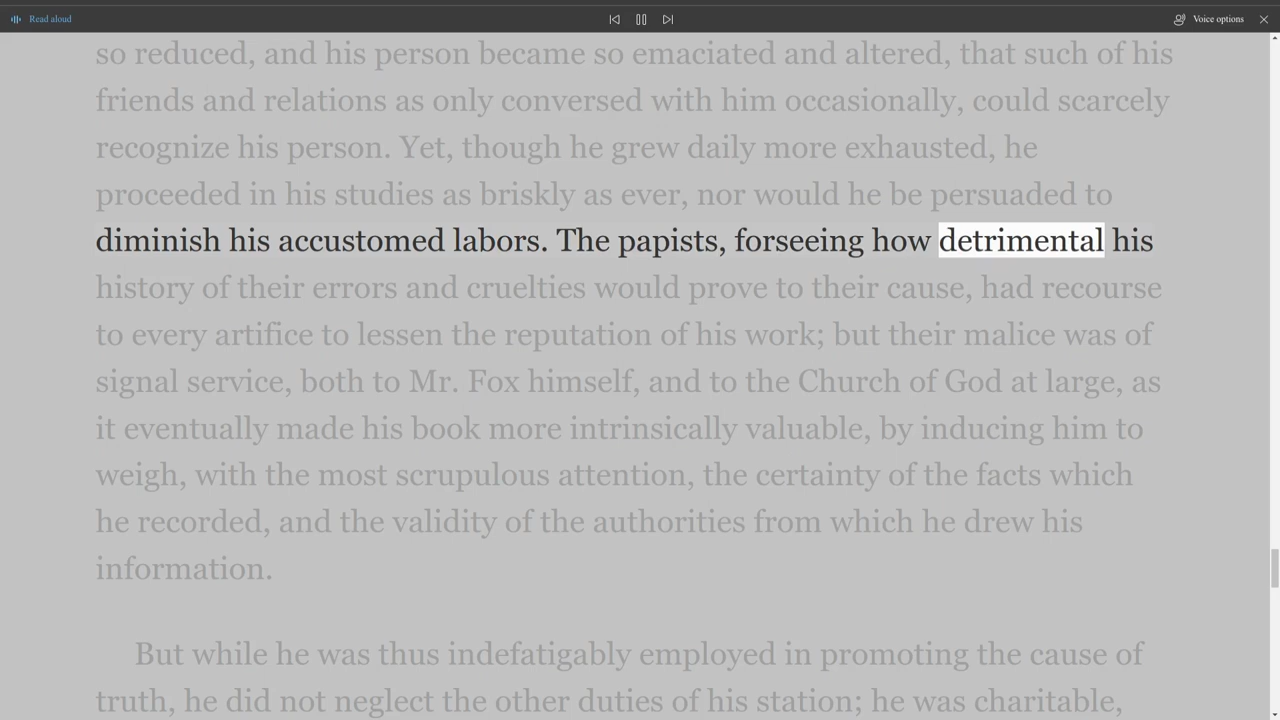 Read aloud
Voice options
so reduced, and his person became so emaciated and altered, that such of his
friends and relations as only conversed with him occasionally, could scarcely
recognize his person. Yet, though he grew daily more exhausted, he
proceeded in his studies as briskly as ever, nor would he be persuaded to
diminish his accustomed labors. The papists, forseeing how detrimental his
history of their errors and cruelties would prove to their cause, had recourse
to every artifice to lessen the reputation of his work; but their malice was of
signal service, both to Mr. Fox himself, and to the Church of God at large, as
it eventually made his book more intrinsically valuable, by inducing him to
weigh, with the most scrupulous attention, the certainty of the facts which
he recorded, and the validity of the authorities from which he drew his
information.
But while he was thus indefatigably employed in promoting the cause of
truth, he did not neglect the other duties of his station; he was charitable,